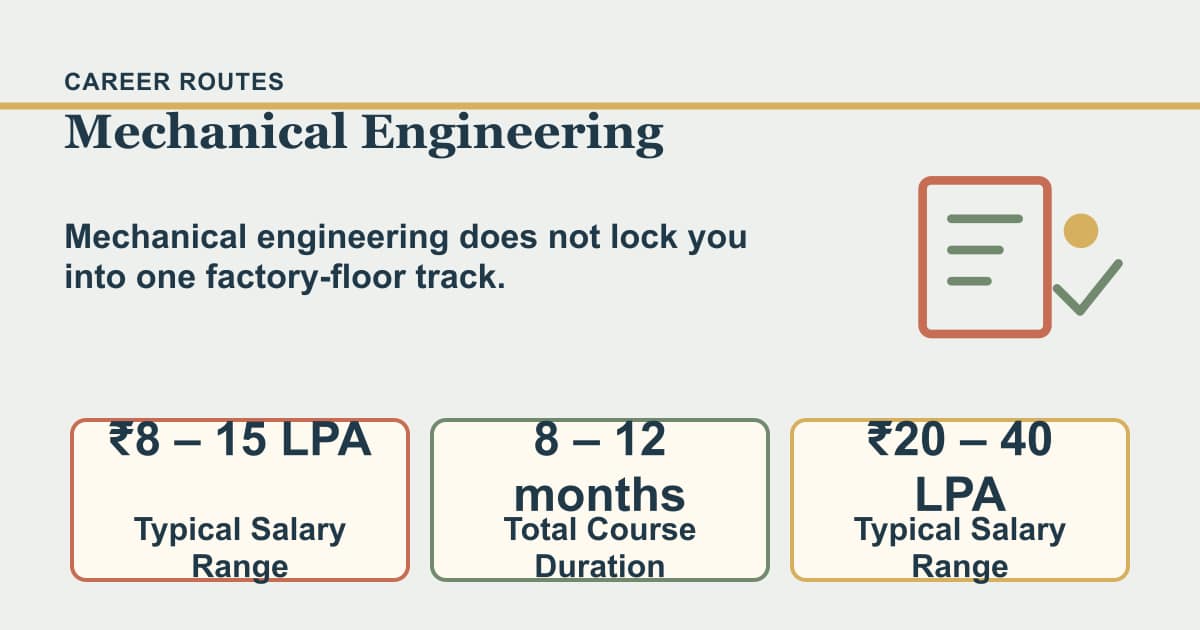 CAREER ROUTES
Mechanical Engineering
Mechanical engineering does not lock you
into one factory-floor track.
₹8 – 15 LPA
Typical Salary
Range
8 – 12
months
Total Course
Duration
₹20 – 40
LPA
Typical Salary
Range